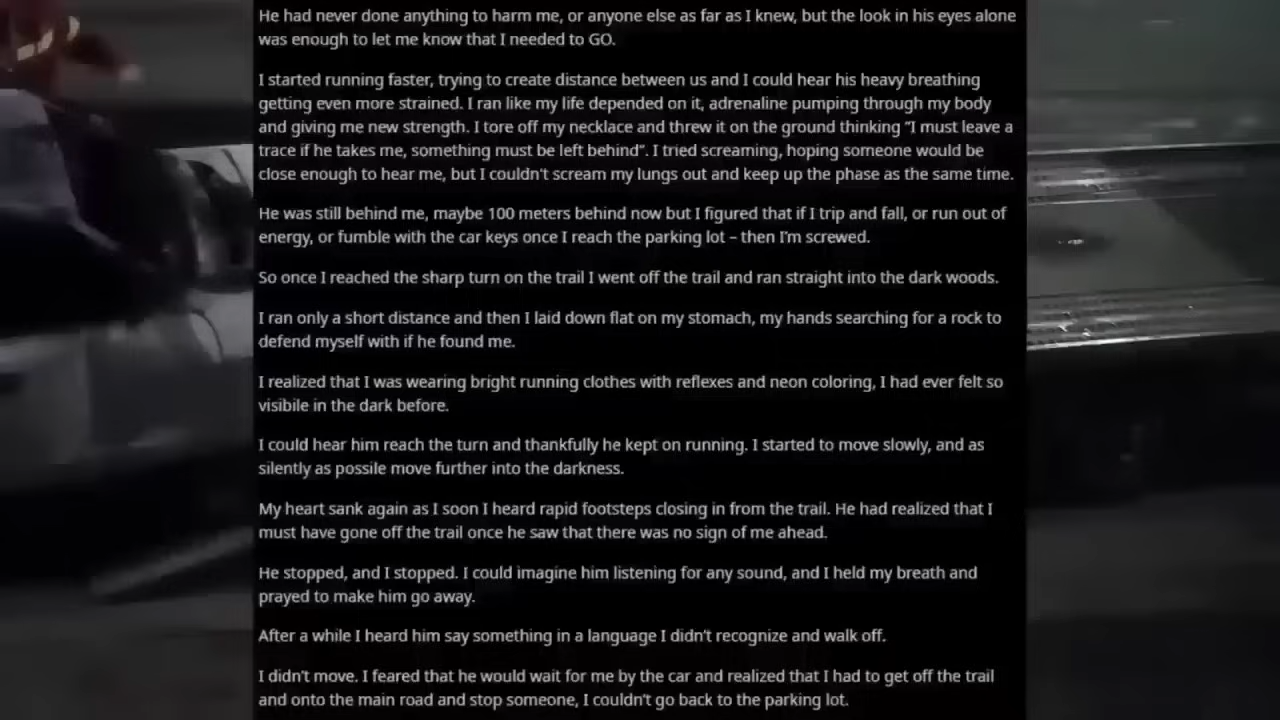 He had never done anything to harm me, or anyone else as far as I knew, but the look in his eyes alone
was enough to let me know that I needed to GO.
I started running faster, trying to create distance between us and I could hear his heavy breathing
getting even more strained. I ran like my life depended on it, adrenaline pumping through my body
and giving me new strength. I tore off my necklace and threw it on the ground thinking “I must leave a
trace if he takes me, something must be left behind”. I tried screaming, hoping someone would be
close enough to hear me, but I couldn't scream my lungs out and keep up the phase as the same time.
He was still behind me, maybe 100 meters behind now but I figured that if I trip and fall, or run out of
energy, or fumble with the car keys once I reach the parking lot – then I’m screwed.
So once I reached the sharp turn on the trail I went off the trail and ran straight into the dark woods.
I ran only a short distance and then I laid down flat on my stomach, my hands searching for a rock to
defend myself with if he found me.
I realized that I was wearing bright running clothes with reflexes and neon coloring, I had ever felt so
visibile in the dark before.
I could hear him reach the turn and thankfully he kept on running. I started to move slowly, and as
silently as possile move further into the darkness.
My heart sank again as I soon I heard rapid footsteps closing in from the trail. He had realized that I
must have gone off the trail once he saw that there was no sign of me ahead.
He stopped, and I stopped. I could imagine him listening for any sound, and I held my breath and
prayed to make him go away.
After a while I heard him say something in a language I didn’t recognize and walk off.
I didn’t move. I feared that he would wait for me by the car and realized that I had to get off the trail
and onto the main road and stop someone, I couldn’t go back to the parking lot.